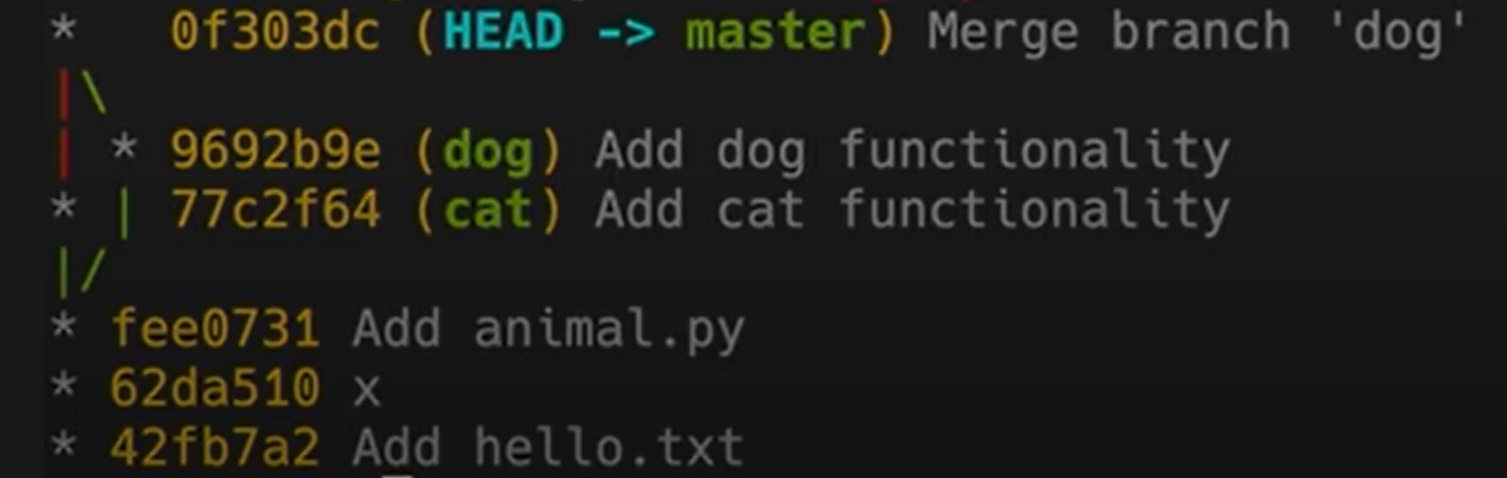 *   0f303dc (HEAD -> master) Merge branch 'dog'
|\
| * 9692b9e (dog) Add dog functionality
* | 77c2f64 (cat) Add cat functionality
|/
* fee0731 Add animal.py
* 62da510 x
* 42fb7a2 Add hello.txt